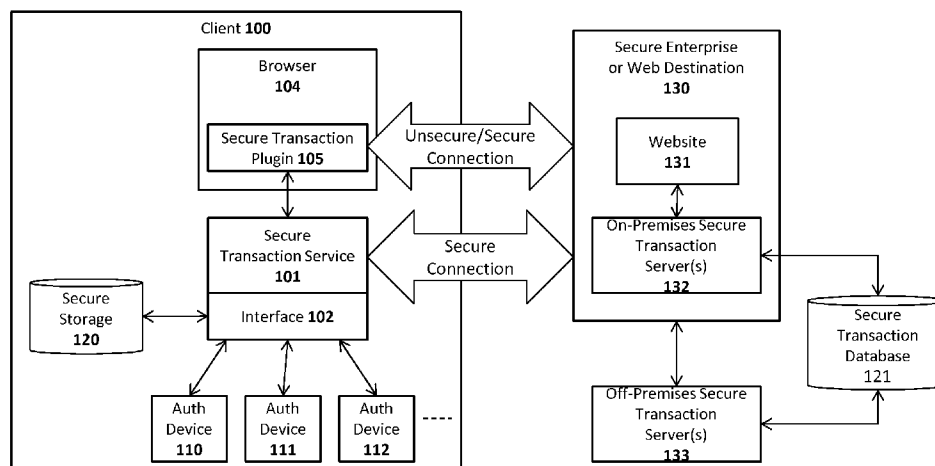 Client 100
Browser
104
Secure Transaction
Plugin 105
Unsecure/Secure
Connection
Secure Enterprise
or Web Destination
130
Website
131
Secure
Transaction Service
101
Interface 102
Secure
Connection
On-Premises Secure
Transaction
Server(s)
132
Secure
Storage
120
Secure
Transaction
Database
121
Auth
Device
110
Auth
Device
111
Auth
Device
112
Off-Premises Secure
Transaction
Server(s)
133